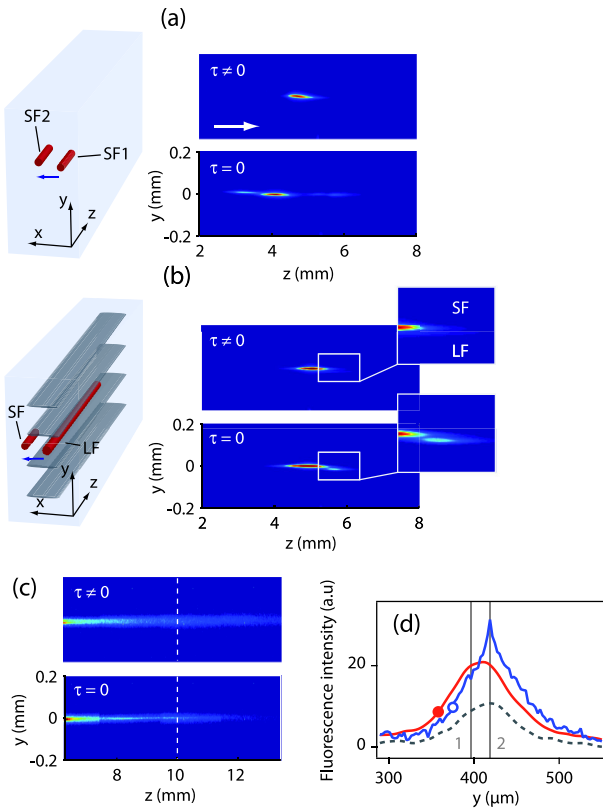 (a)
τ ≠ 0
SF2
SF1
y
z
x
τ = 0
0.2
0
-0.2
y (mm)
2 4 6 8
z (mm)
(b)
SF
LF
τ ≠ 0
SF
LF
y
z
x
τ = 0
0.2
0
-0.2
y (mm)
2 4 6 8
z (mm)
(c)
τ ≠ 0
τ = 0
0.2
0
-0.2
y (mm)
8 10 12
z (mm)
(d)
Fluorescence intensity (a.u)
20
0
1 2
300 400 500
y (μm)